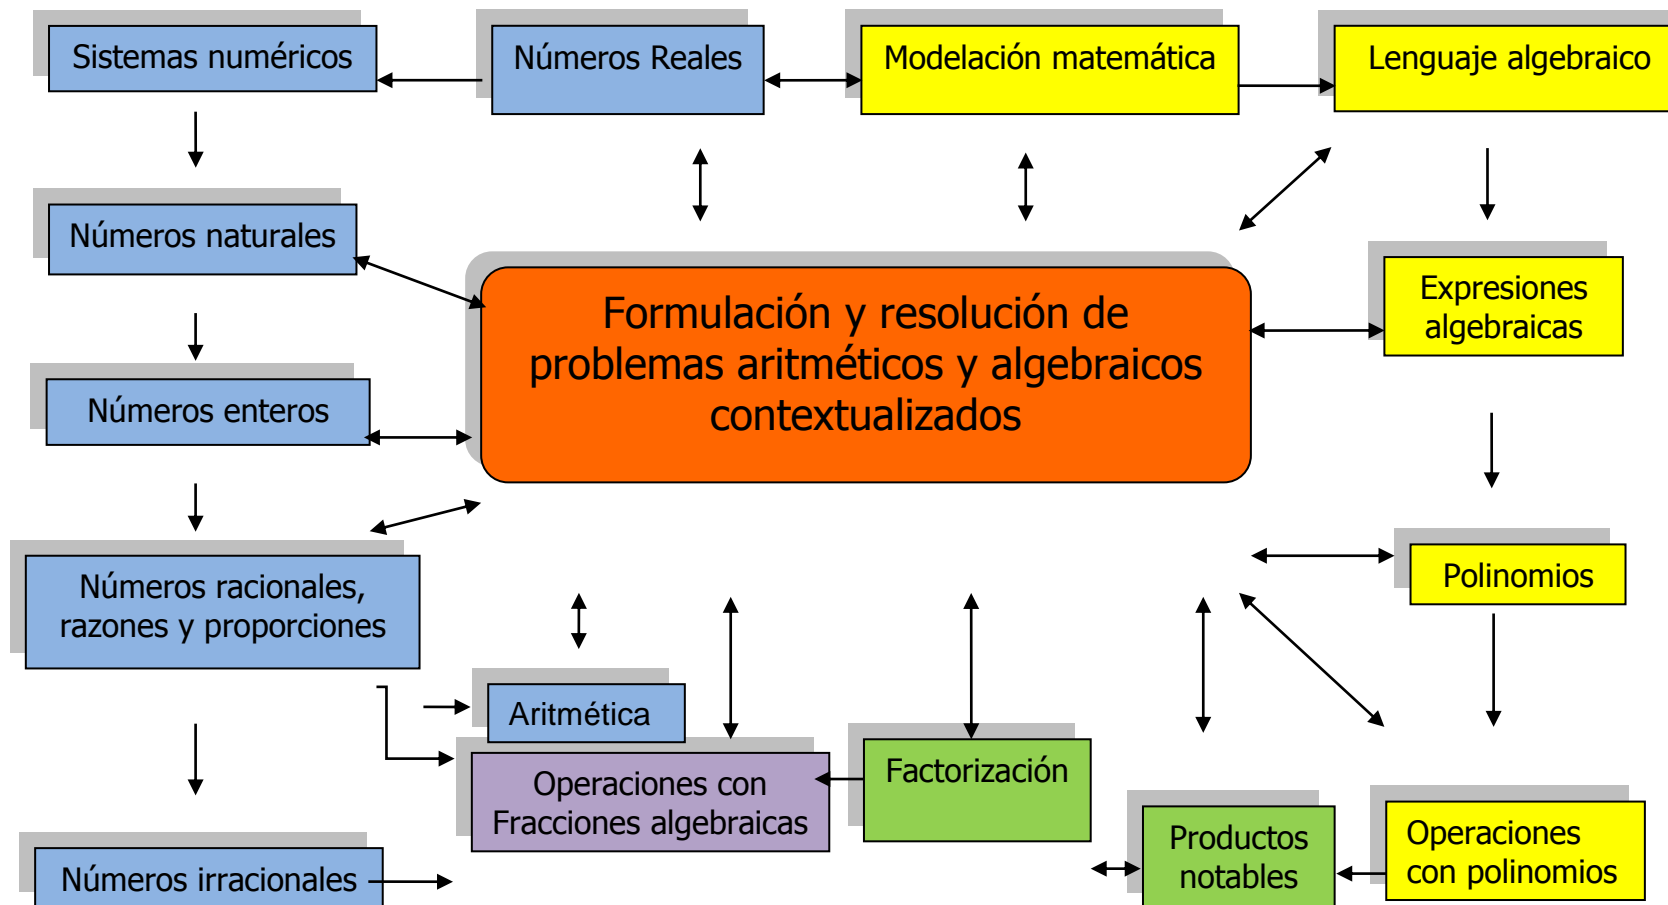 Sistemas numéricos
Números Reales
Modelación matemática
Lenguaje algebraico
Números naturales
Formulación y resolución de
problemas aritméticos y algebraicos
contextualizados
Expresiones
algebraicas
Números enteros
Números racionales,
razones y proporciones
Polinomios
Aritmética
Operaciones con
Fracciones algebraicas
Factorización
Productos
notables
Operaciones
con polinomios
Números irracionales